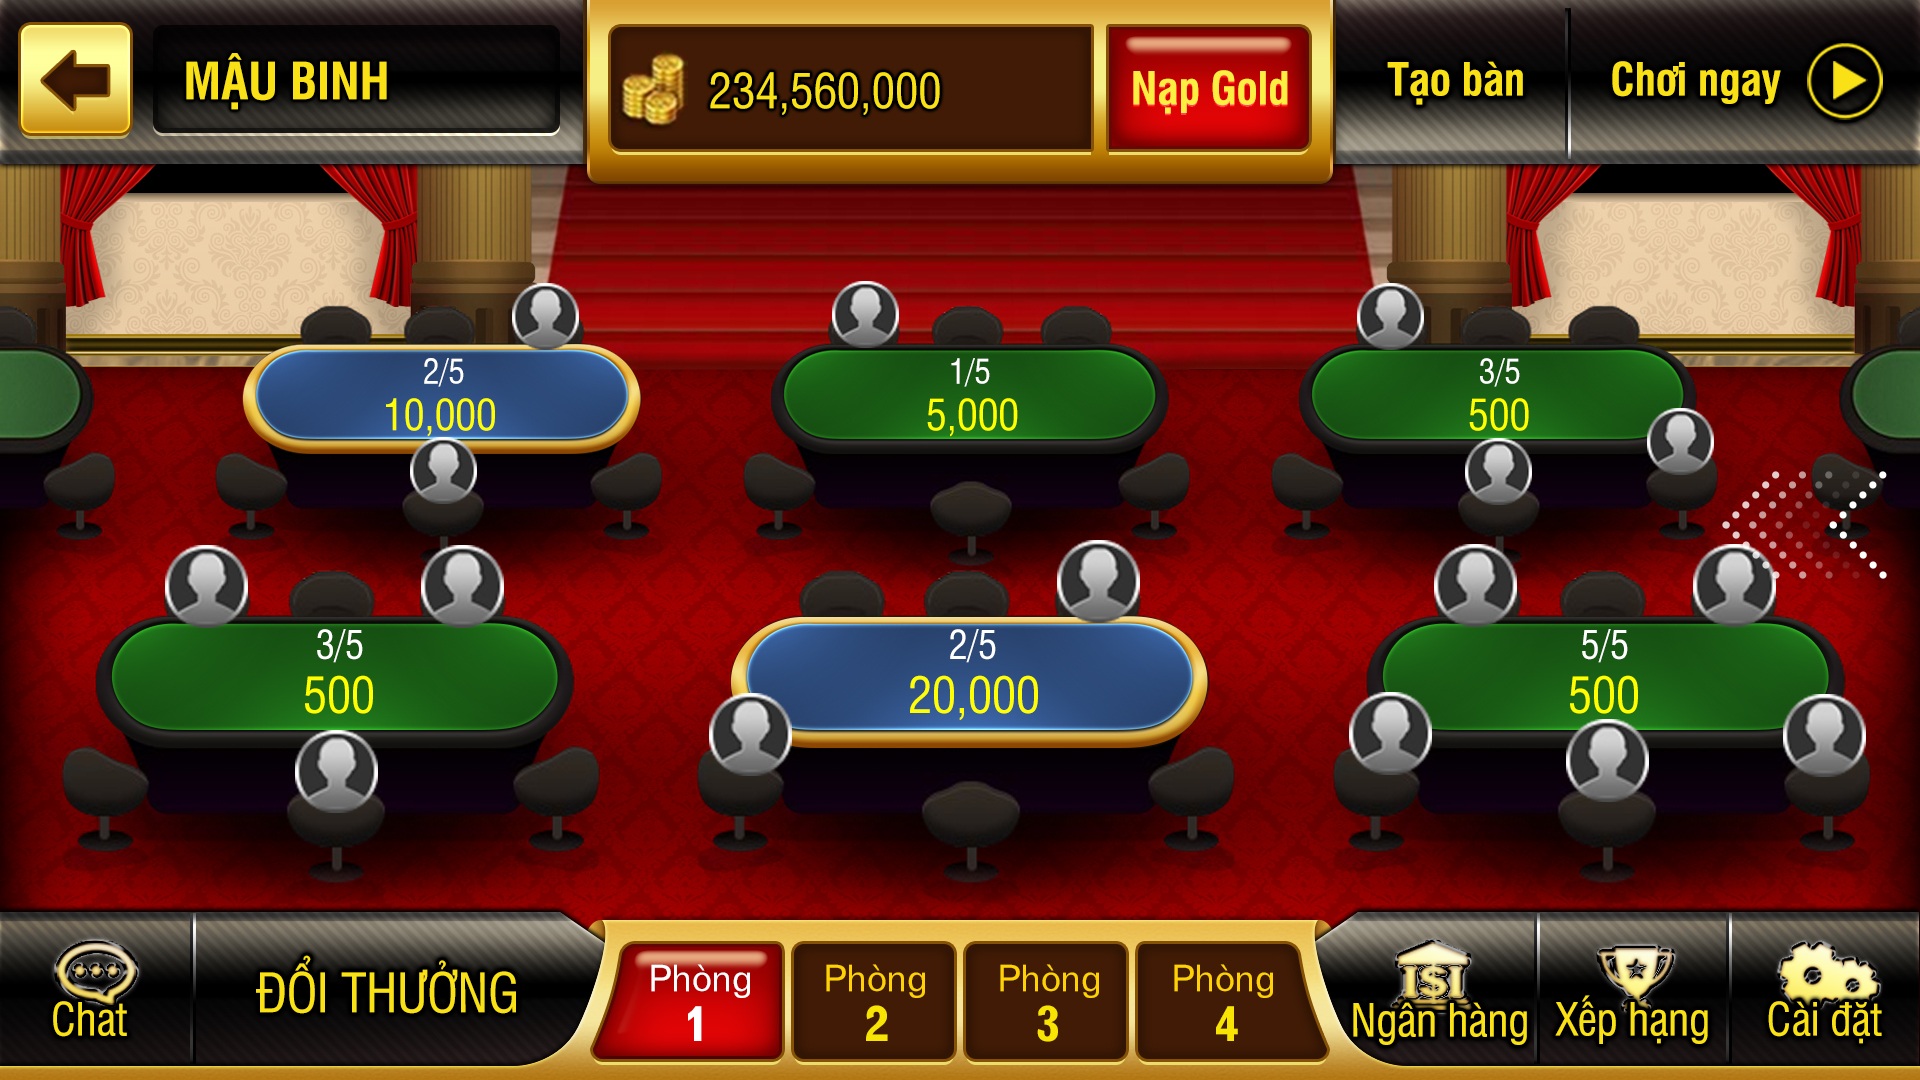 MẬU BINH
234,560,000
Nạp Gold
Tạo bàn
Chơi ngay
2/5
10,000
1/5
5,000
3/5
500
3/5
500
2/5
20,000
5/5
500
Chat
ĐỔI THƯỞNG
Phòng
1
Phòng
2
Phòng
3
Phòng
4
Ngân hàng
Xếp hạng
Cài đặt